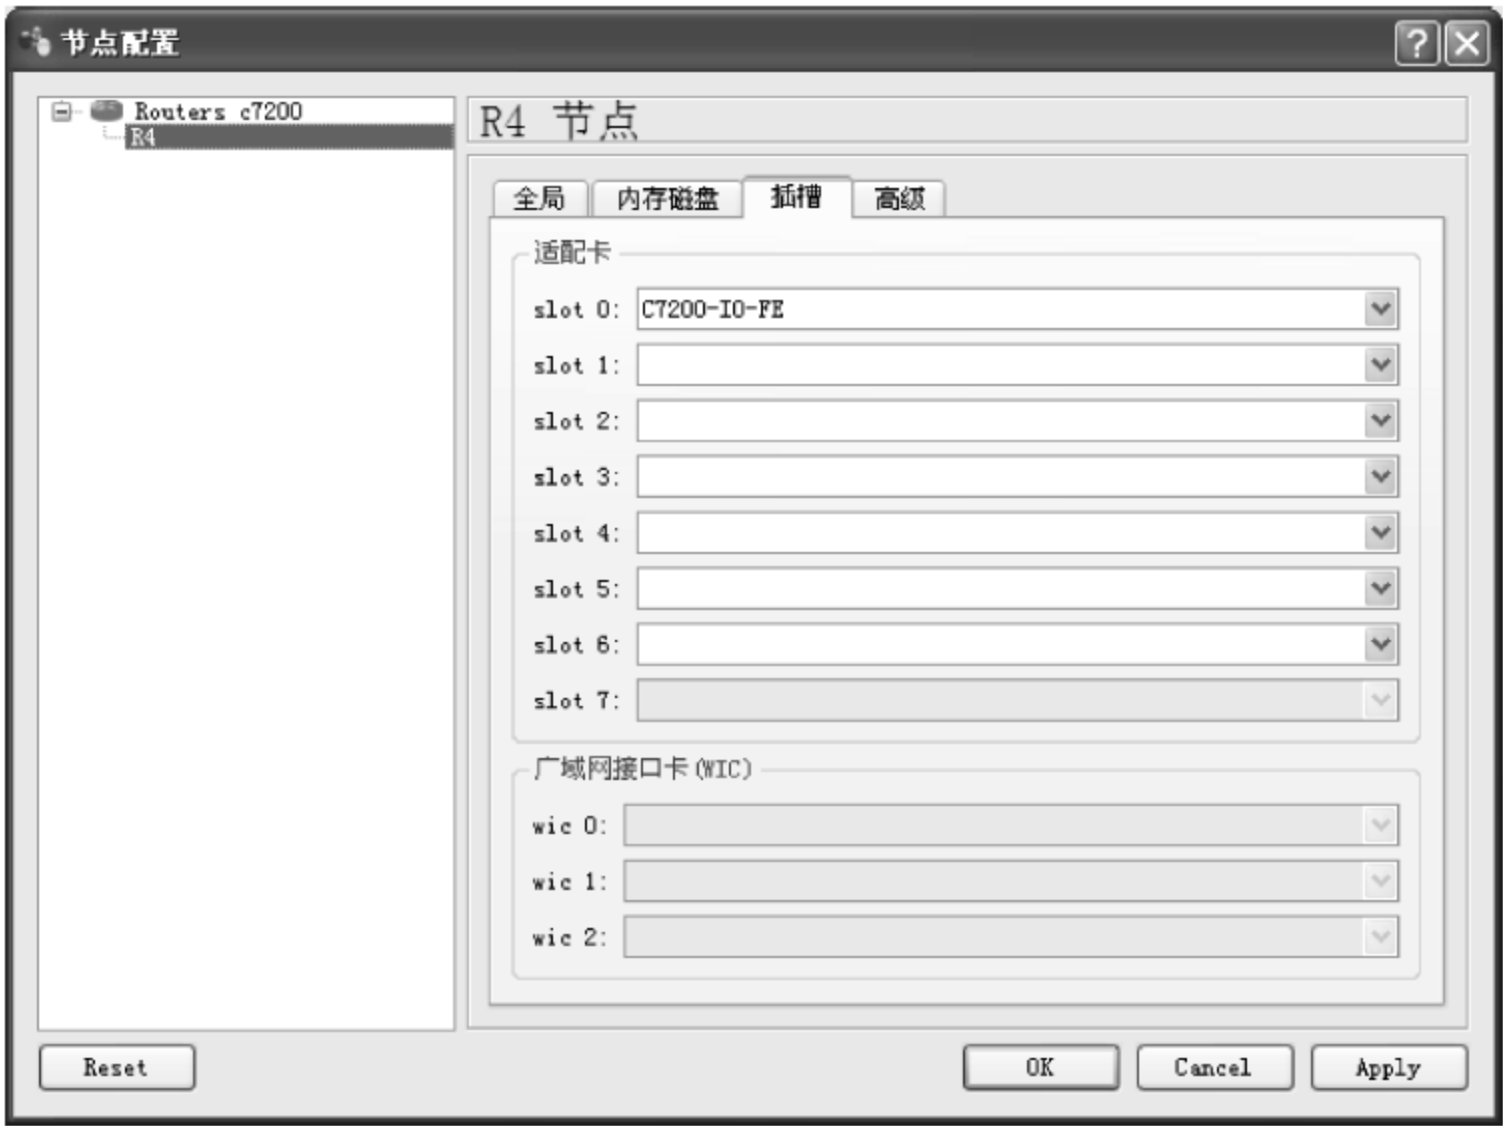 节点配置
Routers c7200
R4
R4 节点
全局 内存磁盘 插槽 高级
适配卡
slot 0: C7200-IO-FE
slot 1:
slot 2:
slot 3:
slot 4:
slot 5:
slot 6:
slot 7:
广域网接口卡(WIC)
wic 0:
wic 1:
wic 2:
Reset OK Cancel Apply